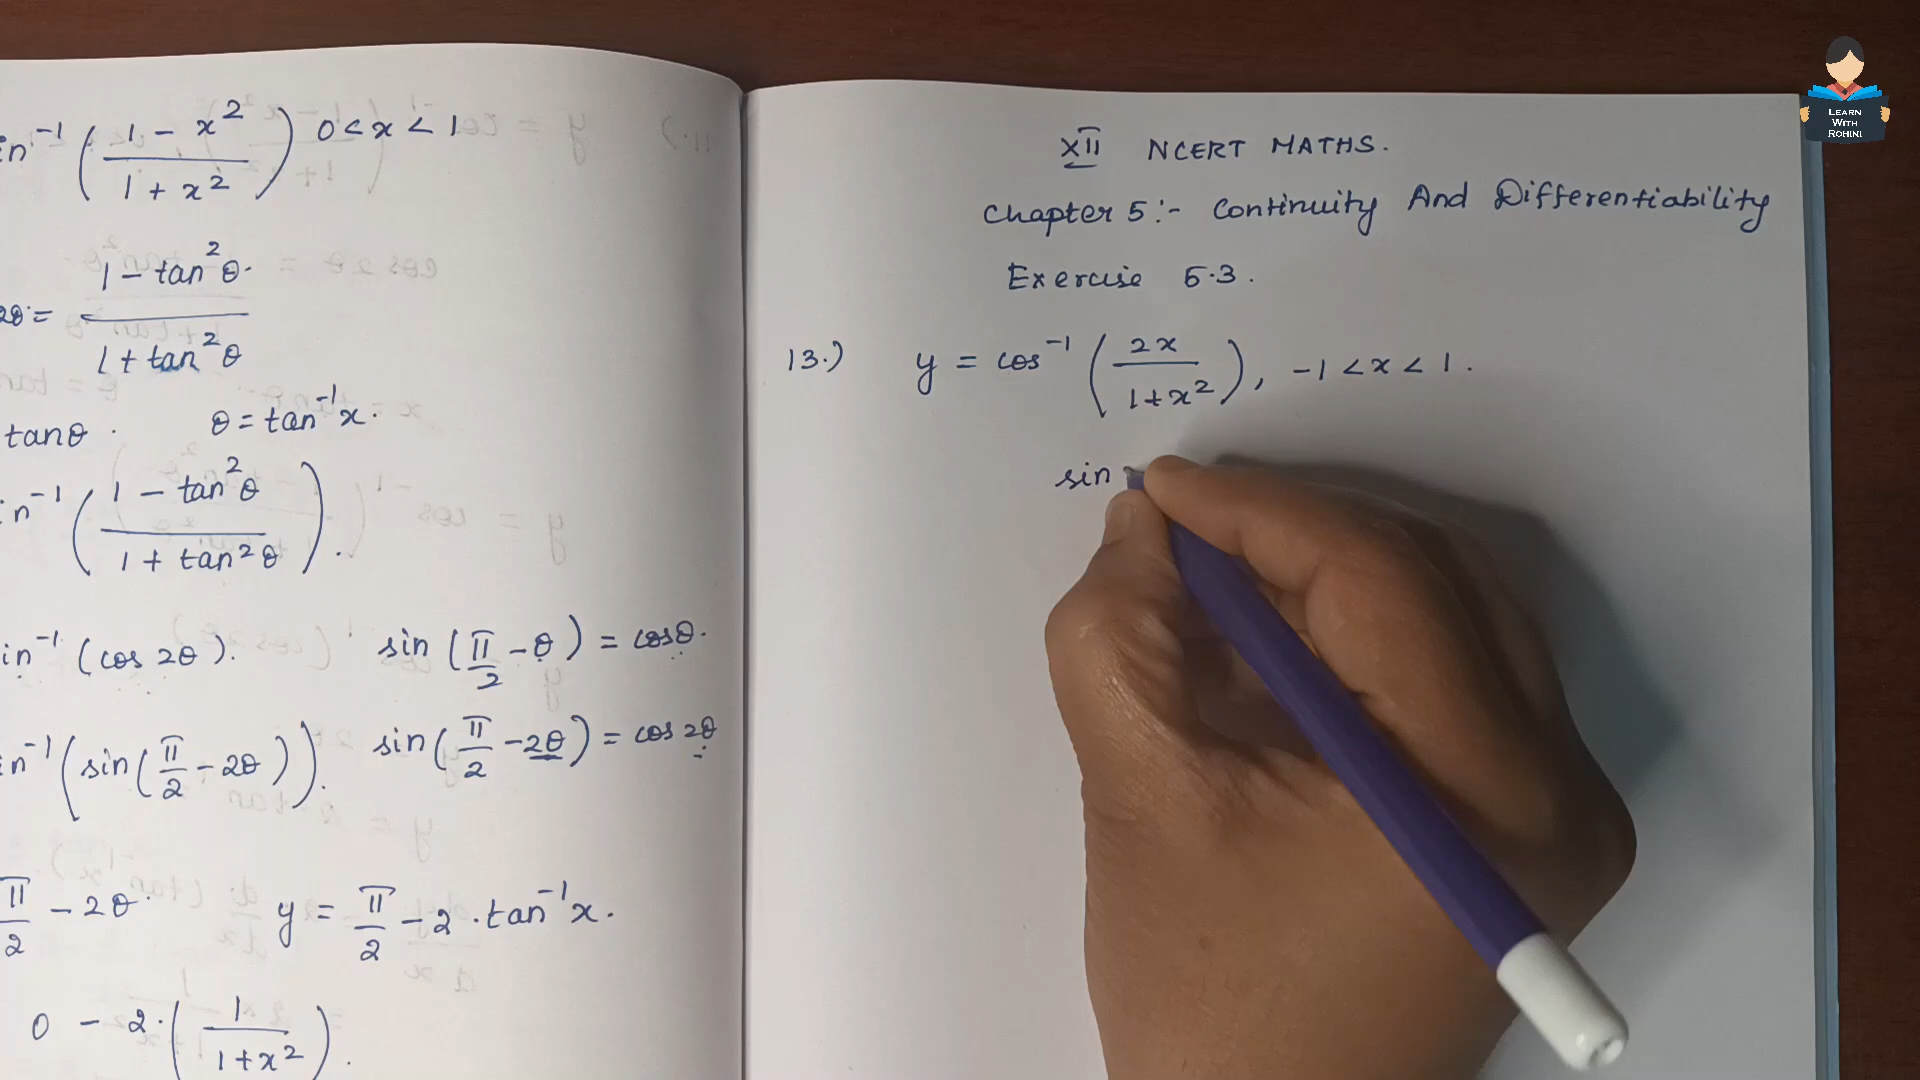 in⁻¹ ( (1 - x²) / (1 + x²) ) 0 < x < 1
2θ = (1 - tan²θ) / (1 + tan²θ)
tanθ . θ = tan⁻¹x.
in⁻¹ ( (1 - tan²θ) / (1 + tan²θ) ).
in⁻¹ (cos 2θ). sin (π/2 - θ) = cosθ.
in⁻¹ (sin (π/2 - 2θ)). sin (π/2 - 2θ) = cos 2θ
π/2 - 2θ. y = π/2 - 2 . tan⁻¹x.
0 - 2 . (1 / (1 + x²)).
XII NCERT MATHS.
Chapter 5 :- Continuity And Differentiability
Exercise 5.3.
13.) y = cos⁻¹ ( 2x / (1 + x²) ), -1 < x < 1.
sin
LEARN
WITH
ROHINI